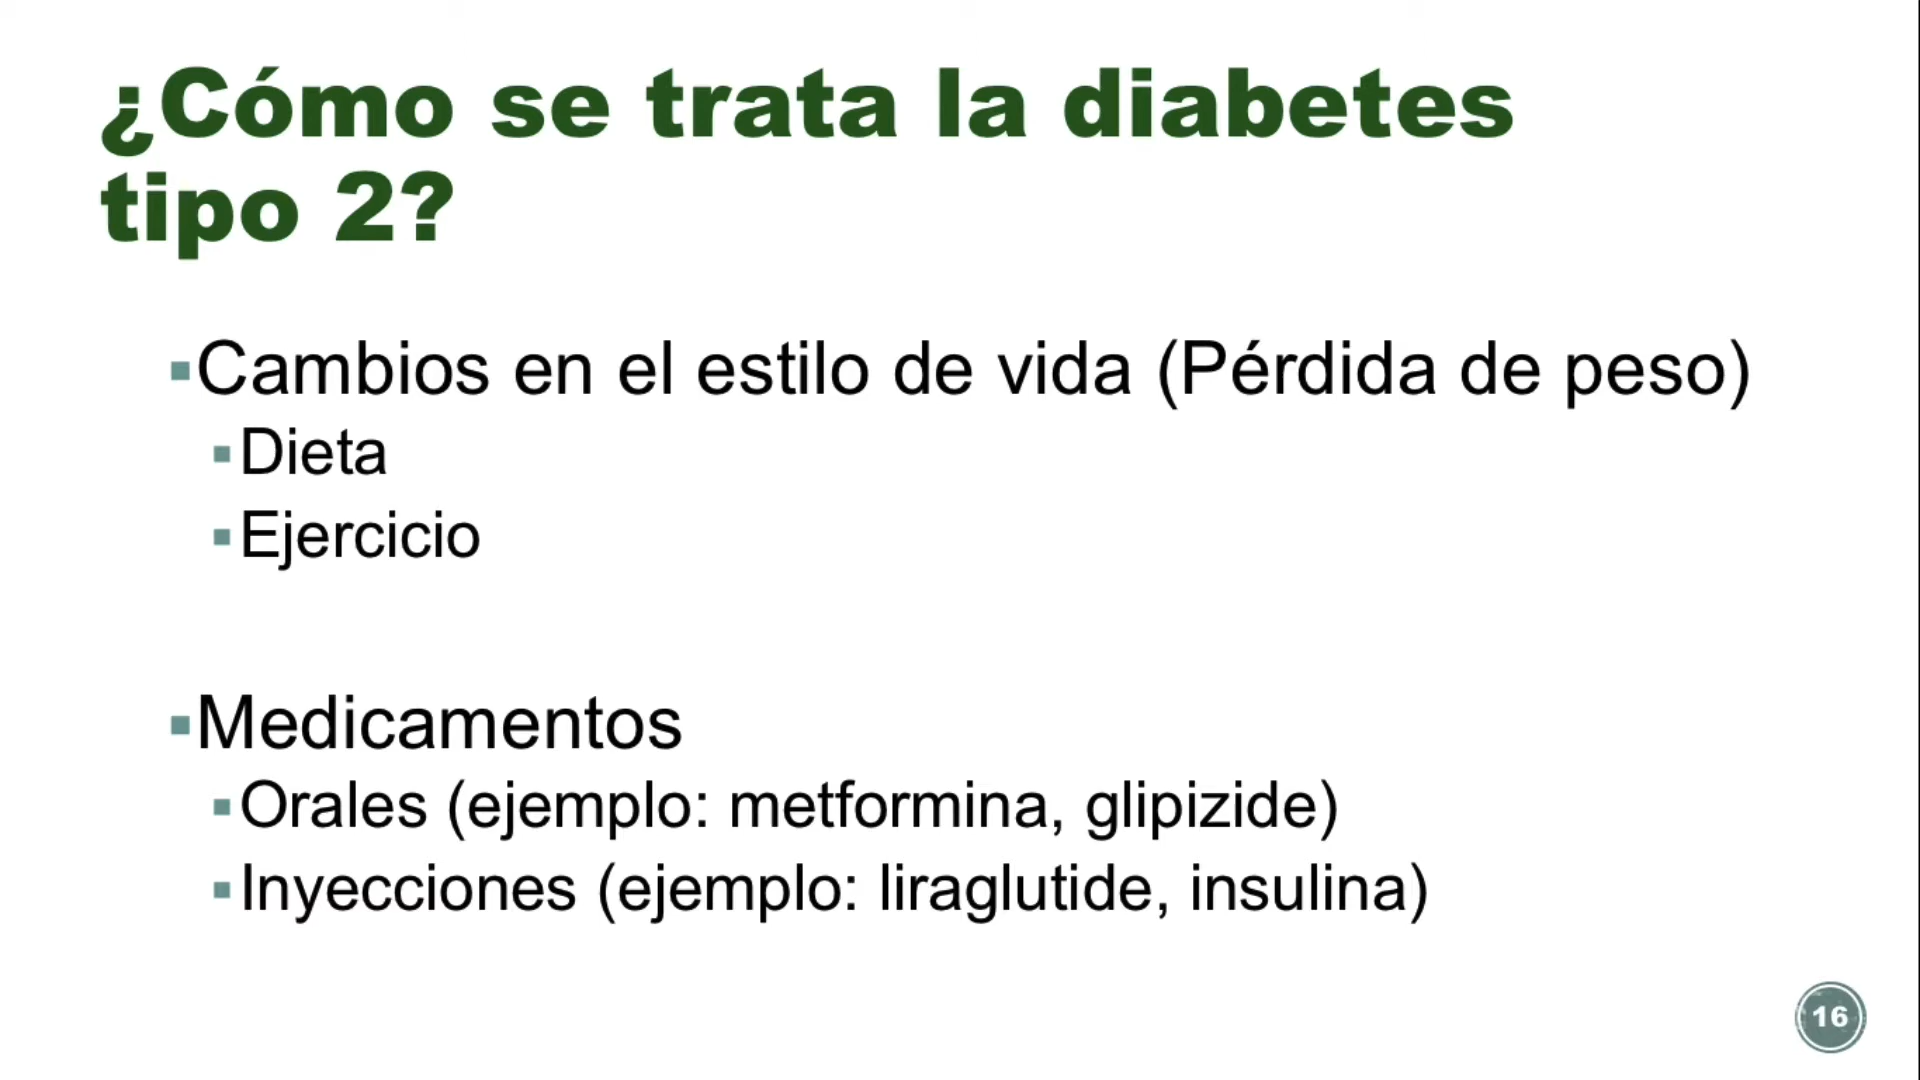 ¿Cómo se trata la diabetes
tipo 2?
▪Cambios en el estilo de vida (Pérdida de peso)
▪Dieta
▪Ejercicio
▪Medicamentos
▪Orales (ejemplo: metformina, glipizide)
▪Inyecciones (ejemplo: liraglutide, insulina)
16